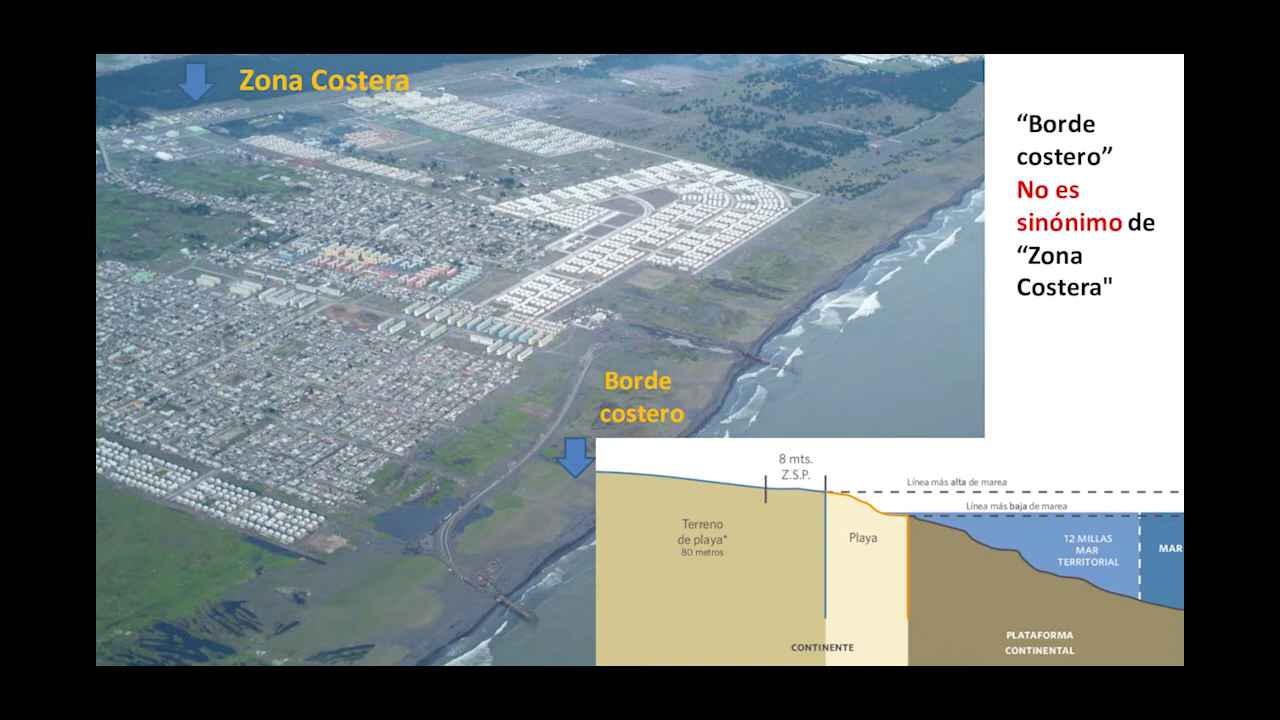 Zona Costera
“Borde
costero”
No es
sinónimo de
“Zona
Costera"
Borde
costero
8 mts.
Z.S.P.
Línea más alta de marea
Línea más baja de marea
Terreno
de playa*
80 metros
Playa
12 MILLAS
MAR
TERRITORIAL
MAR
CONTINENTE
PLATAFORMA
CONTINENTAL